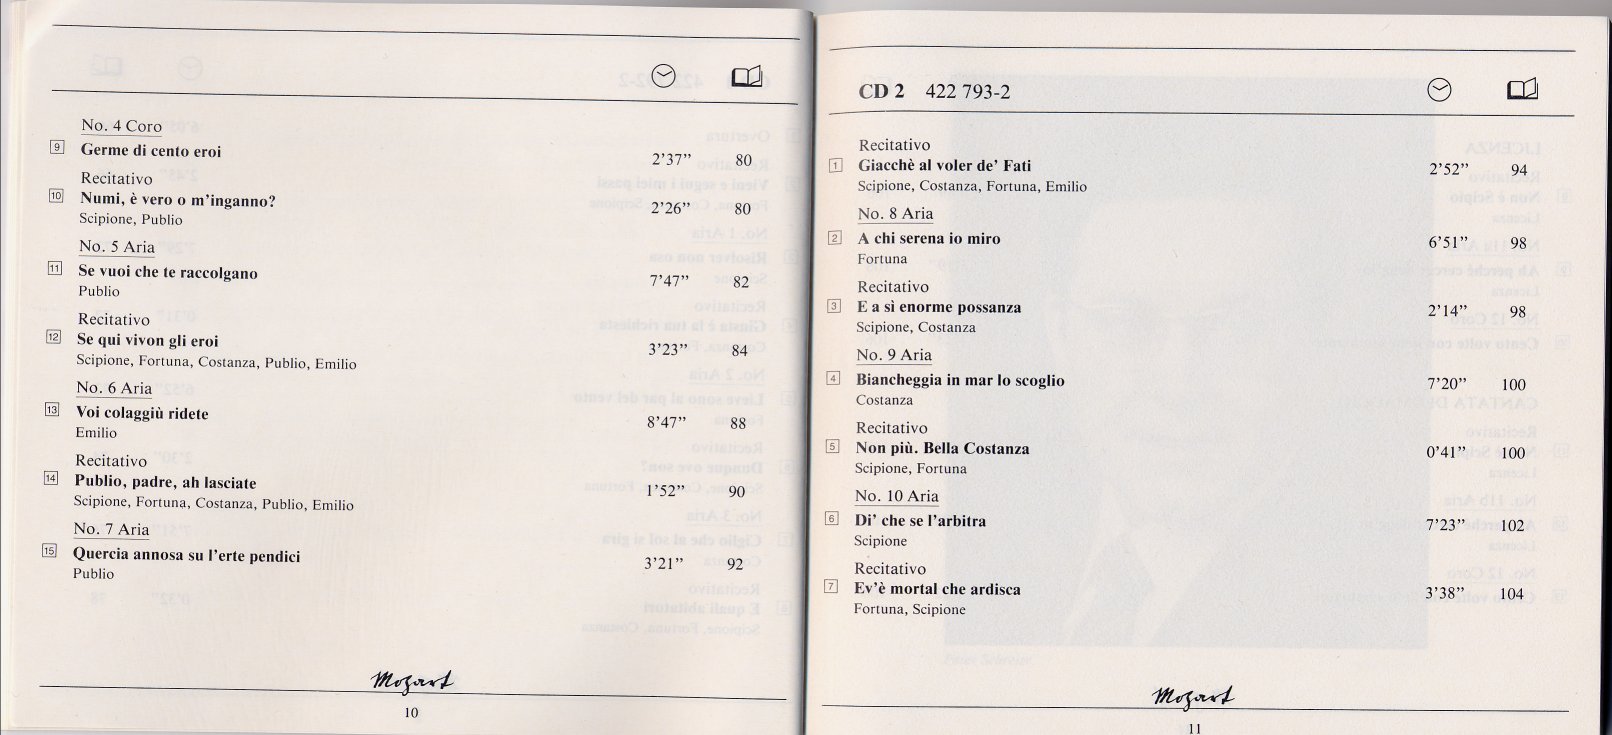 No. 4 Coro
9 Germe di cento eroi 2’37” 80
Recitativo
10 Numi, è vero o m’inganno? 2’26” 80
Scipione, Publio
No. 5 Aria
11 Se vuoi che te raccolgano 7’47” 82
Publio
Recitativo
12 Se qui vivon gli eroi 3’23” 84
Scipione, Fortuna, Costanza, Publio, Emilio
No. 6 Aria
13 Voi colaggiù ridete 8’47” 88
Emilio
Recitativo
14 Publio, padre, ah lasciate 1’52” 90
Scipione, Fortuna, Costanza, Publio, Emilio
No. 7 Aria
15 Quercia annosa su l’erte pendici 3’21” 92
Publio
Mozart
10
CD 2 422 793-2
Recitativo
1 Giacchè al voler de’ Fati 2’52” 94
Scipione, Costanza, Fortuna, Emilio
No. 8 Aria
2 A chi serena io miro 6’51” 98
Fortuna
Recitativo
3 E a sì enorme possanza 2’14” 98
Scipione, Costanza
No. 9 Aria
4 Biancheggia in mar lo scoglio 7’20” 100
Costanza
Recitativo
5 Non più. Bella Costanza 0’41” 100
Scipione, Fortuna
No. 10 Aria
6 Di’ che se l’arbitra 7’23” 102
Scipione
Recitativo
7 Ev’è mortal che ardisca 3’38” 104
Fortuna, Scipione
Mozart
11